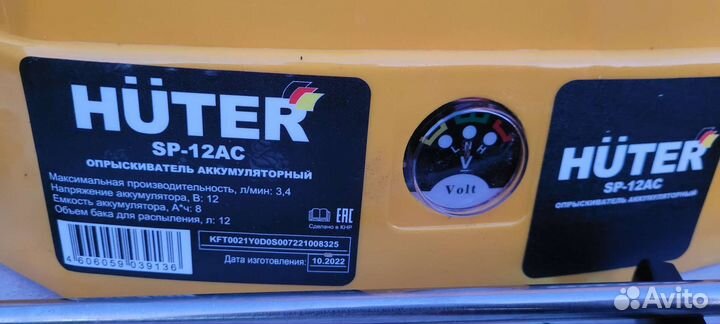 HÜTER
SP-12AC
ОПРЫСКИВАТЕЛЬ АККУМУЛЯТОРНЫЙ
Максимальная производительность, л/мин: 3,4
Напряжение аккумулятора, В: 12
Емкость аккумулятора, А*ч: 8
Объем бака для распыления, л: 12
EAC
Сделано в КНР
KFT0021Y0D0S007221008325
Дата изготовления: 10.2022
4 606059 039136
L N H
V
Volt
HÜTER
SP-12AC
ОПРЫСКИВАТЕЛЬ АККУМУЛЯТОРНЫЙ
Avito